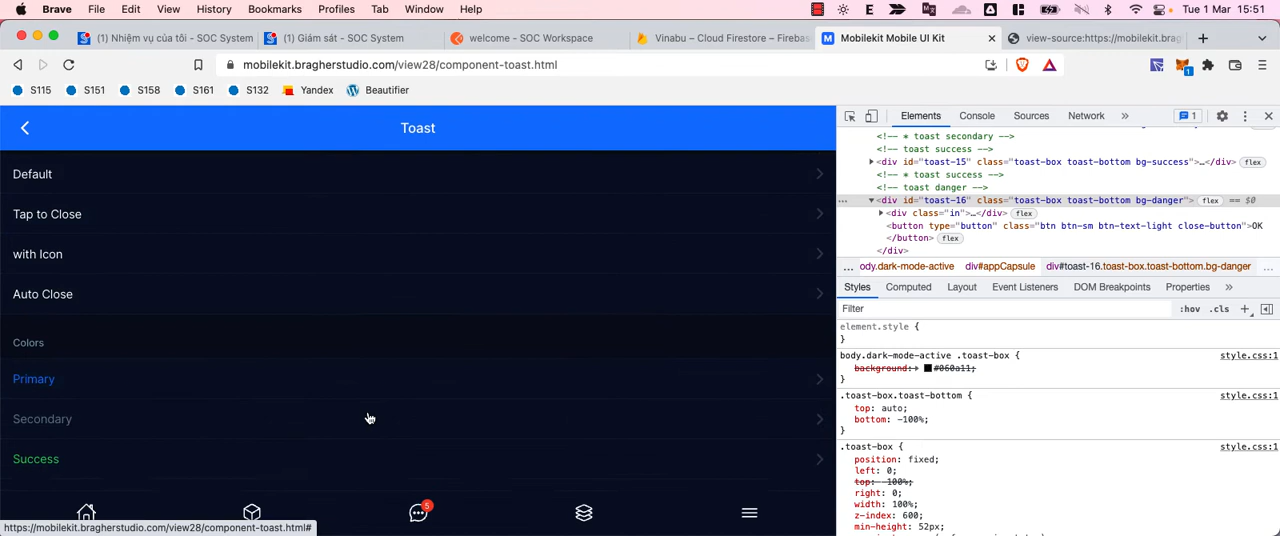 Brave File Edit View History Bookmarks Profiles Tab Window Help Tue 1 Mar 15:51
(1) Nhiệm vụ của tôi - SOC System (1) Giám sát - SOC System welcome - SOC Workspace Vinabu – Cloud Firestore – Firebas Mobilekit Mobile UI Kit view-source:https://mobilekit.brag
mobilekit.bragherstudio.com/view28/component-toast.html
S115 S151 S158 S161 S132 Yandex Beautifier
Toast
Default
Tap to Close
with Icon
Auto Close
Colors
Primary
Secondary
Success
5
https://mobilekit.bragherstudio.com/view28/component-toast.html#
Elements Console Sources Network » 1
<!-- * toast secondary -->
<!-- toast success -->
<div id="toast-15" class="toast-box toast-bottom bg-success">…</div> flex
<!-- * toast success -->
<!-- toast danger -->
<div id="toast-16" class="toast-box toast-bottom bg-danger"> flex == $0
<div class="in">…</div> flex
<button type="button" class="btn btn-sm btn-text-light close-button">OK
</button> flex
</div>
… ody.dark-mode-active div#appCapsule div#toast-16.toast-box.toast-bottom.bg-danger …
Styles Computed Layout Event Listeners DOM Breakpoints Properties »
Filter :hov .cls +
element.style {
}
body.dark-mode-active .toast-box { style.css:1
background: #060a11;
}
.toast-box.toast-bottom { style.css:1
top: auto;
bottom: -100%;
}
.toast-box { style.css:1
position: fixed;
left: 0;
top: -100%;
right: 0;
width: 100%;
z-index: 600;
min-height: 52px;